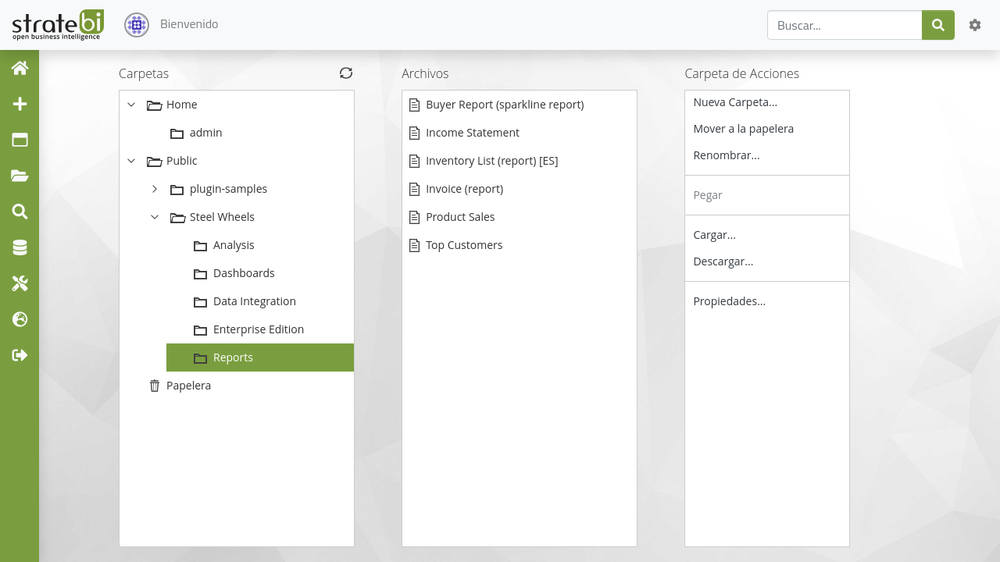 stratebi
open business intelligence
Bienvenido
Buscar...
Carpetas
Home
admin
Public
plugin-samples
Steel Wheels
Analysis
Dashboards
Data Integration
Enterprise Edition
Reports
Papelera
Archivos
Buyer Report (sparkline report)
Income Statement
Inventory List (report) [ES]
Invoice (report)
Product Sales
Top Customers
Carpeta de Acciones
Nueva Carpeta...
Mover a la papelera
Renombrar...
Pegar
Cargar...
Descargar...
Propiedades...